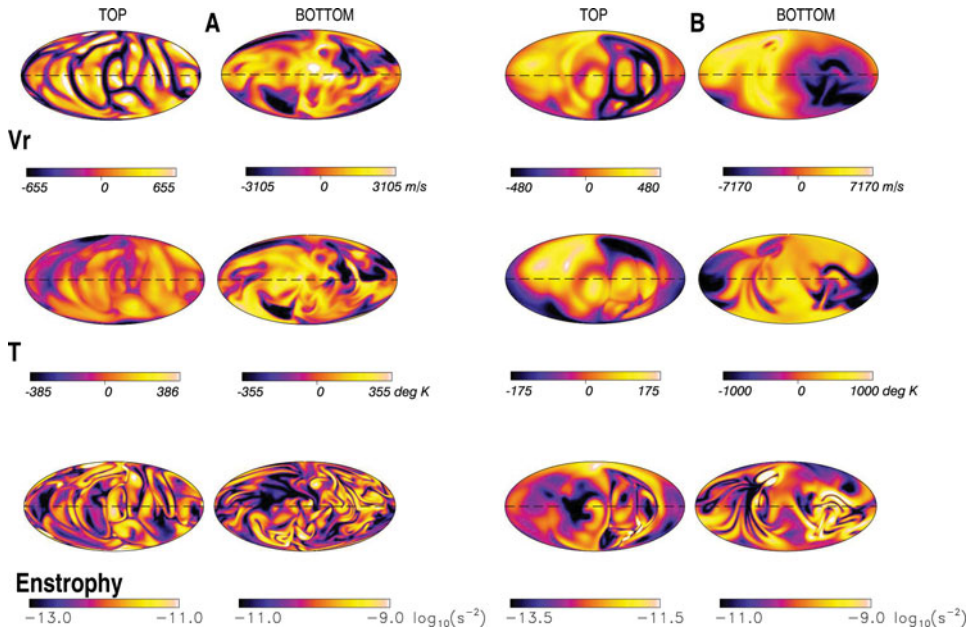 TOP A BOTTOM TOP B BOTTOM
Vr
-655 0 655 -3105 0 3105 m/s -480 0 480 -7170 0 7170 m/s
T
-385 0 386 -355 0 355 deg K -175 0 175 -1000 0 1000 deg K
Enstrophy
-13.0 -11.0 -11.0 -9.0 log10(s-2) -13.5 -11.5 -11.0 -9.0 log10(s-2)